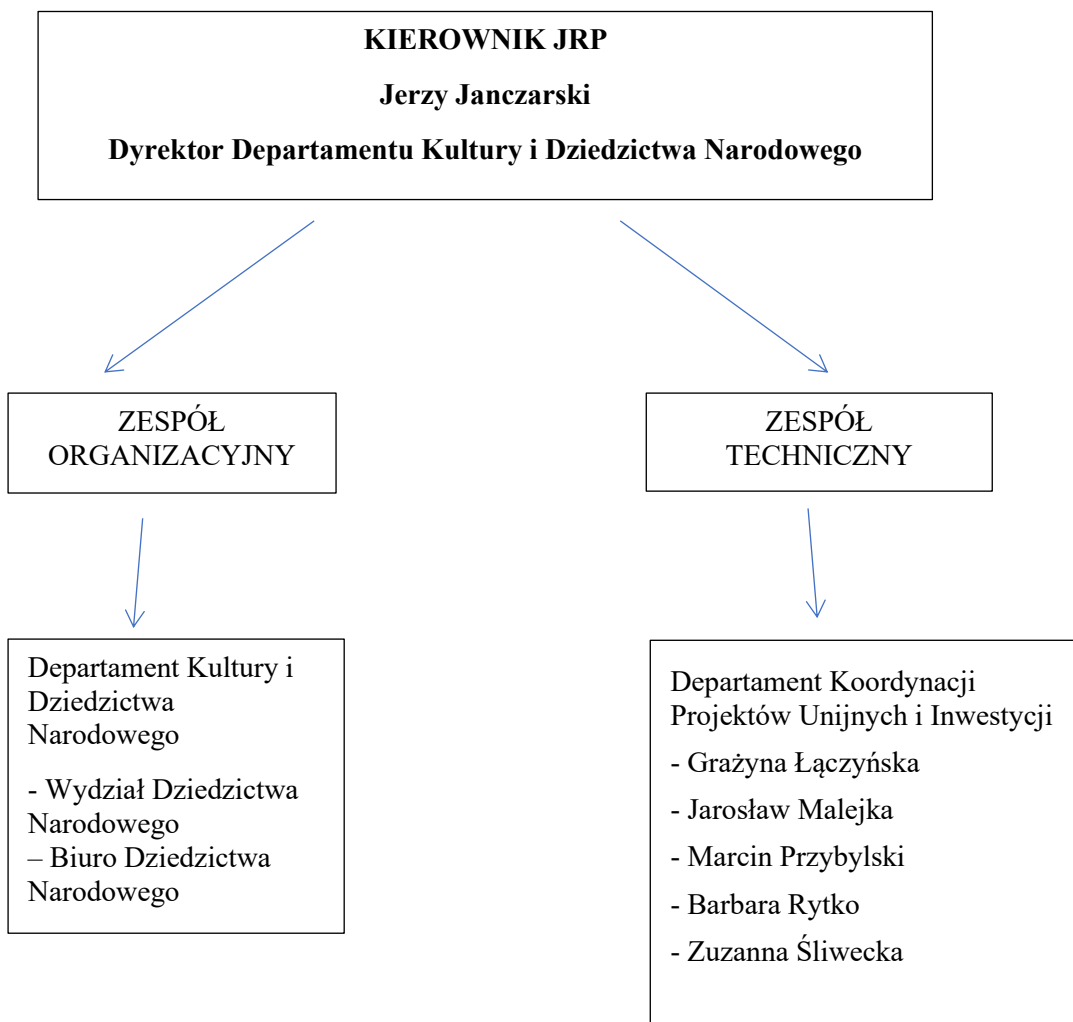 KIEROWNIK JRP
Jerzy Janczarski
Dyrektor Departamentu Kultury i Dziedzictwa Narodowego
ZESPÓŁ
ORGANIZACYJNY
ZESPÓŁ
TECHNICZNY
Departament Kultury i
Dziedzictwa
Narodowego
- Wydział Dziedzictwa
Narodowego
– Biuro Dziedzictwa
Narodowego
Departament Koordynacji
Projektów Unijnych i Inwestycji
- Grażyna Łączyńska
- Jarosław Malejka
- Marcin Przybylski
- Barbara Rytko
- Zuzanna Śliwecka